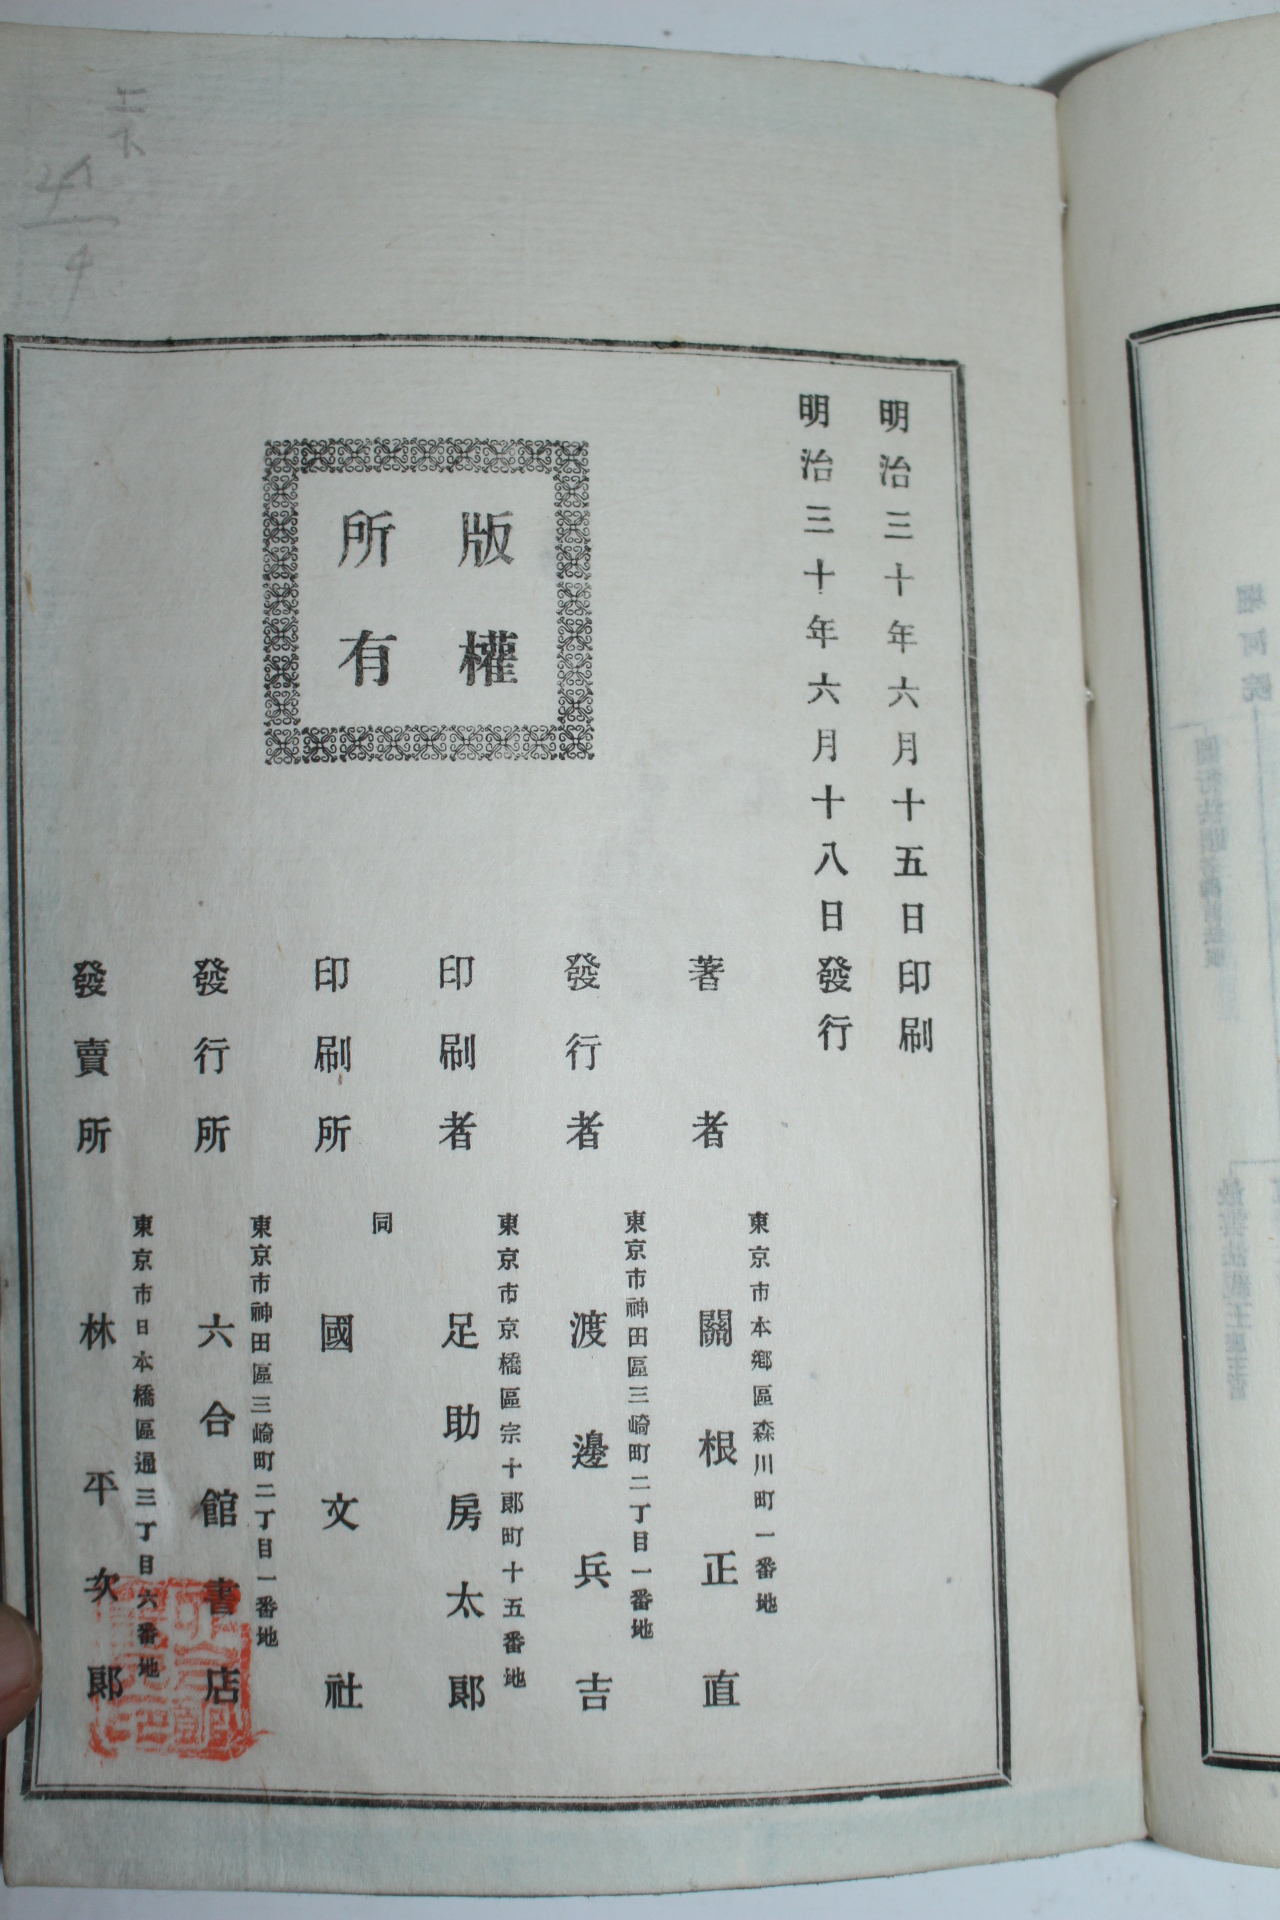 明治三十年六月十五日印刷
明治三十年六月十八日發行
版權
所有
著者
東京市本鄉區森川町一番地
關根正直
發行者
東京市神田區三崎町二丁目一番地
渡邊兵吉
印刷者
東京市京橋區宗十郞町十五番地
足助房太郞
印刷所
同
國文社
發行所
東京市神田區三崎町二丁目一番地
六合館書店
發賣所
東京市日本橋區通三丁目六番地
林平次郞
上下